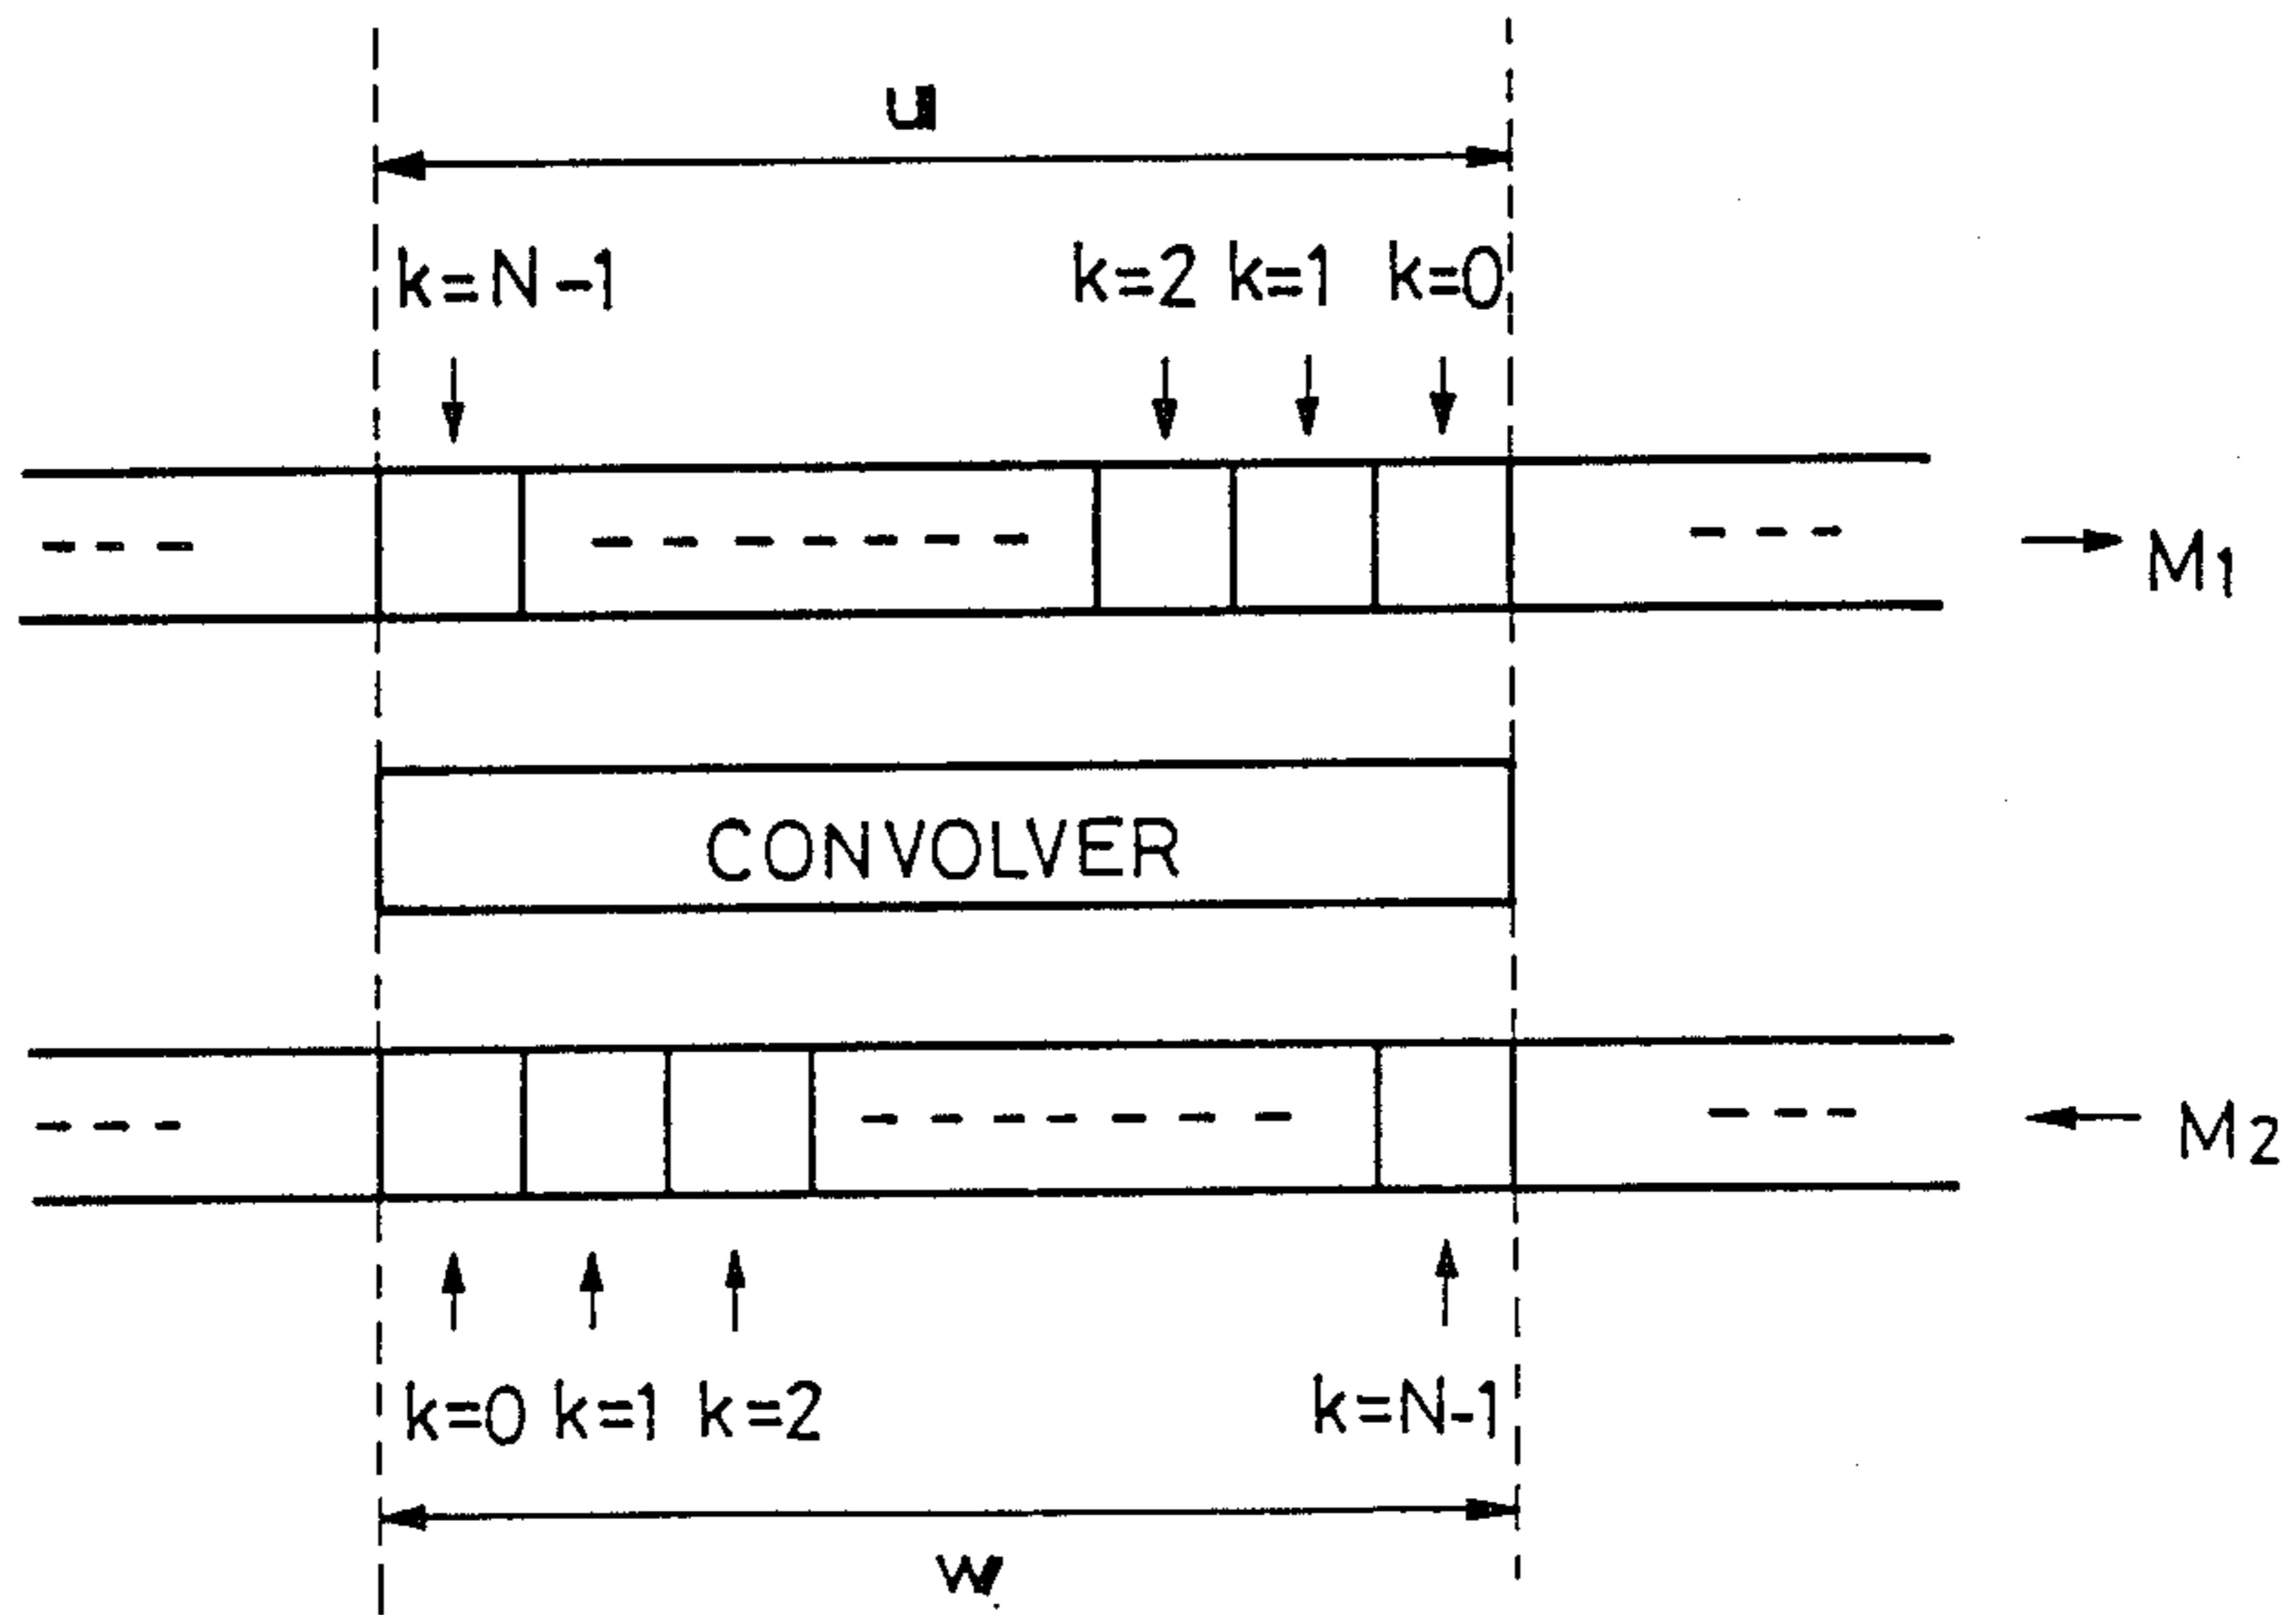 u
k=N-1 k=2 k=1 k=0
M1
CONVOLVER
M2
k=0 k=1 k=2 k=N-1
w